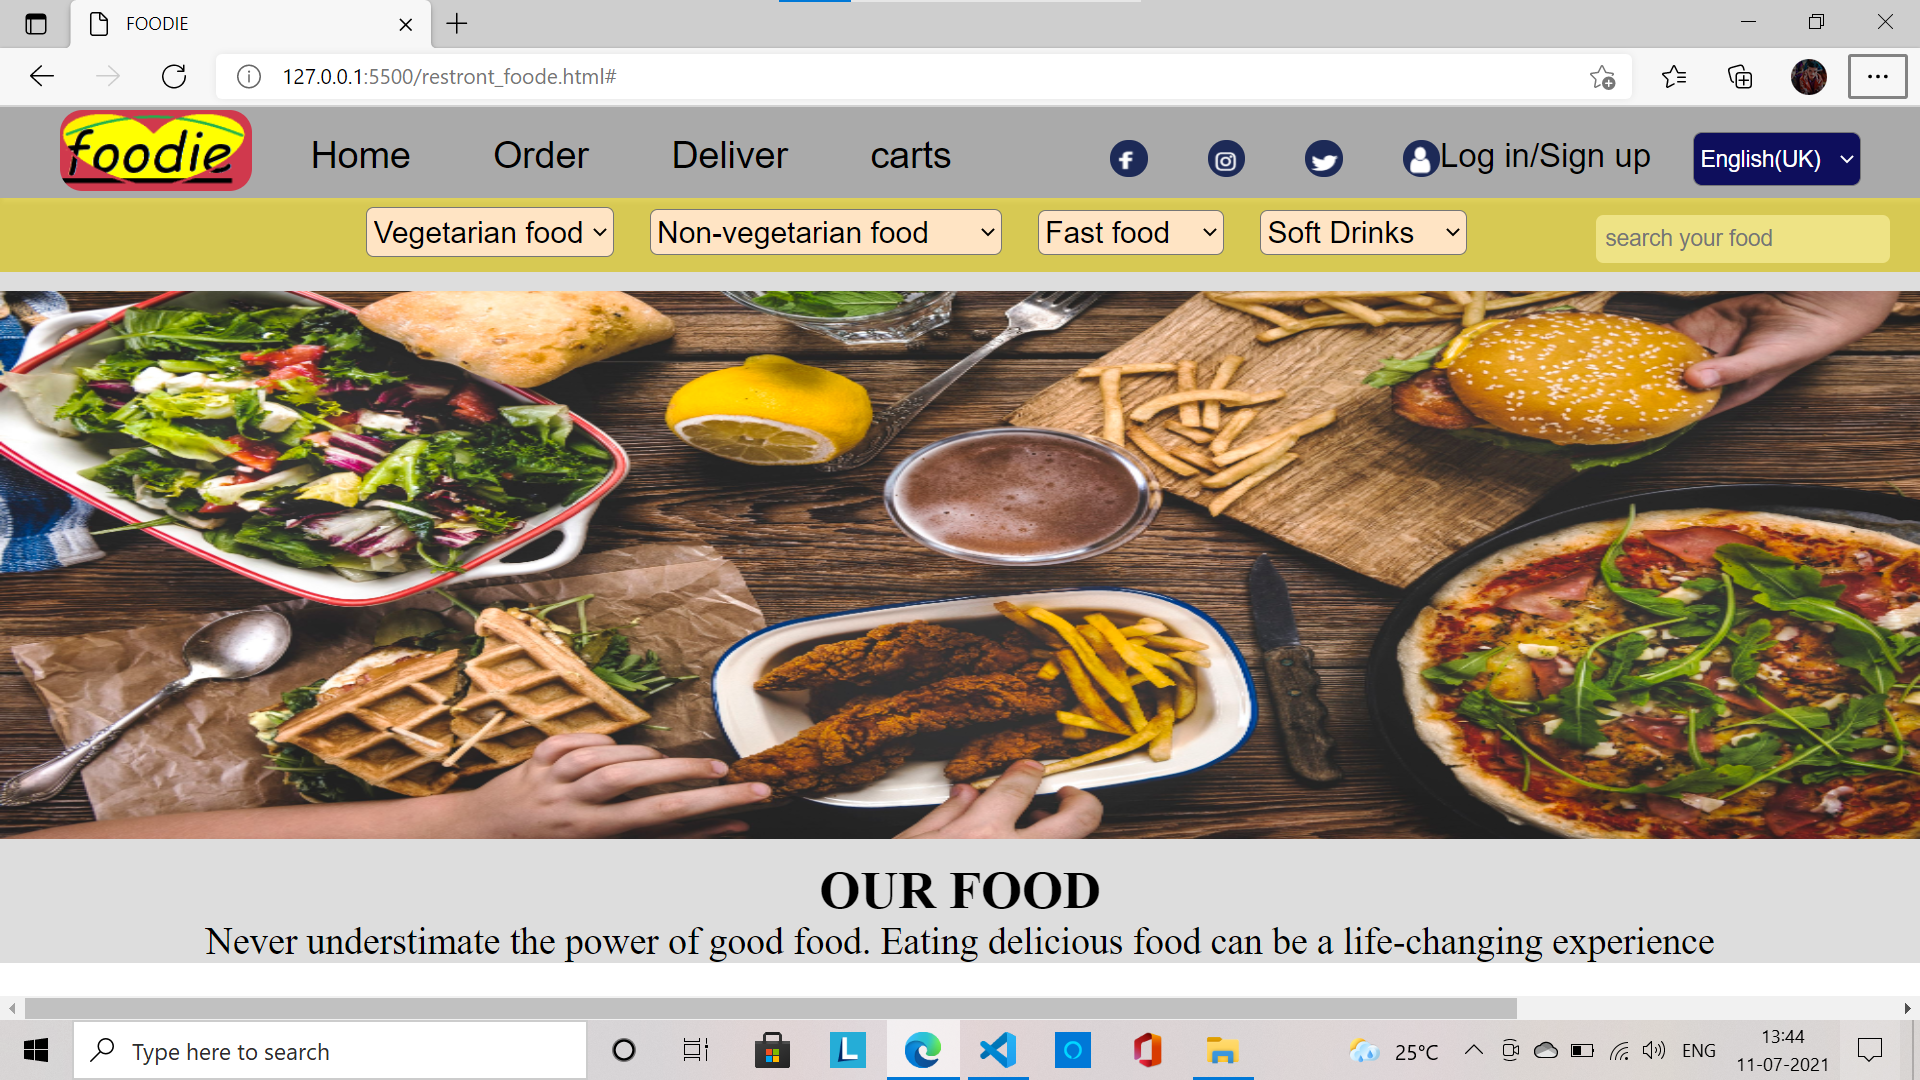 FOODIE
127.0.0.1:5500/restront_foode.html#
foodie
Home Order Deliver carts Log in/Sign up English(UK)
Vegetarian food Non-vegetarian food Fast food Soft Drinks search your food
OUR FOOD
Never understimate the power of good food. Eating delicious food can be a life-changing experience
Type here to search
L
25°C
ENG
13:44
11-07-2021